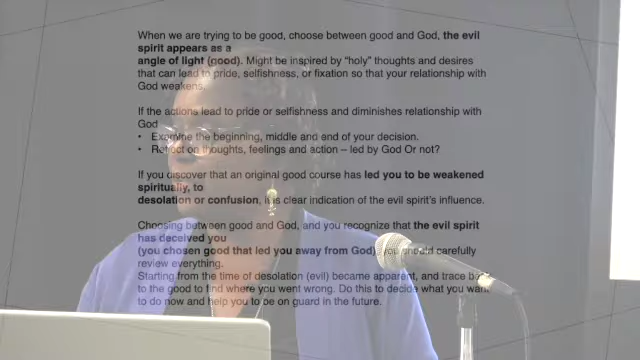 When we are trying to be good, choose between good and God, the evil
spirit appears as a
angle of light (good). Might be inspired by “holy” thoughts and desires
that can lead to pride, selfishness, or fixation so that your relationship with
God weakens.
If the actions lead to pride or selfishness and diminishes relationship with
God
• Examine the beginning, middle and end of your decision.
• Reflect on thoughts, feelings and action – led by God Or not?
If you discover that an original good course has led you to be weakened
spiritually, to
desolation or confusion, it is clear indication of the evil spirit’s influence.
Choosing between good and God, and you recognize that the evil spirit
has deceived you
(you chosen good that led you away from God), you should carefully
review everything.
Starting from the time of desolation (evil) became apparent, and trace back
to the good to find where you went wrong. Do this to decide what you want
to do now and help you to be on guard in the future.